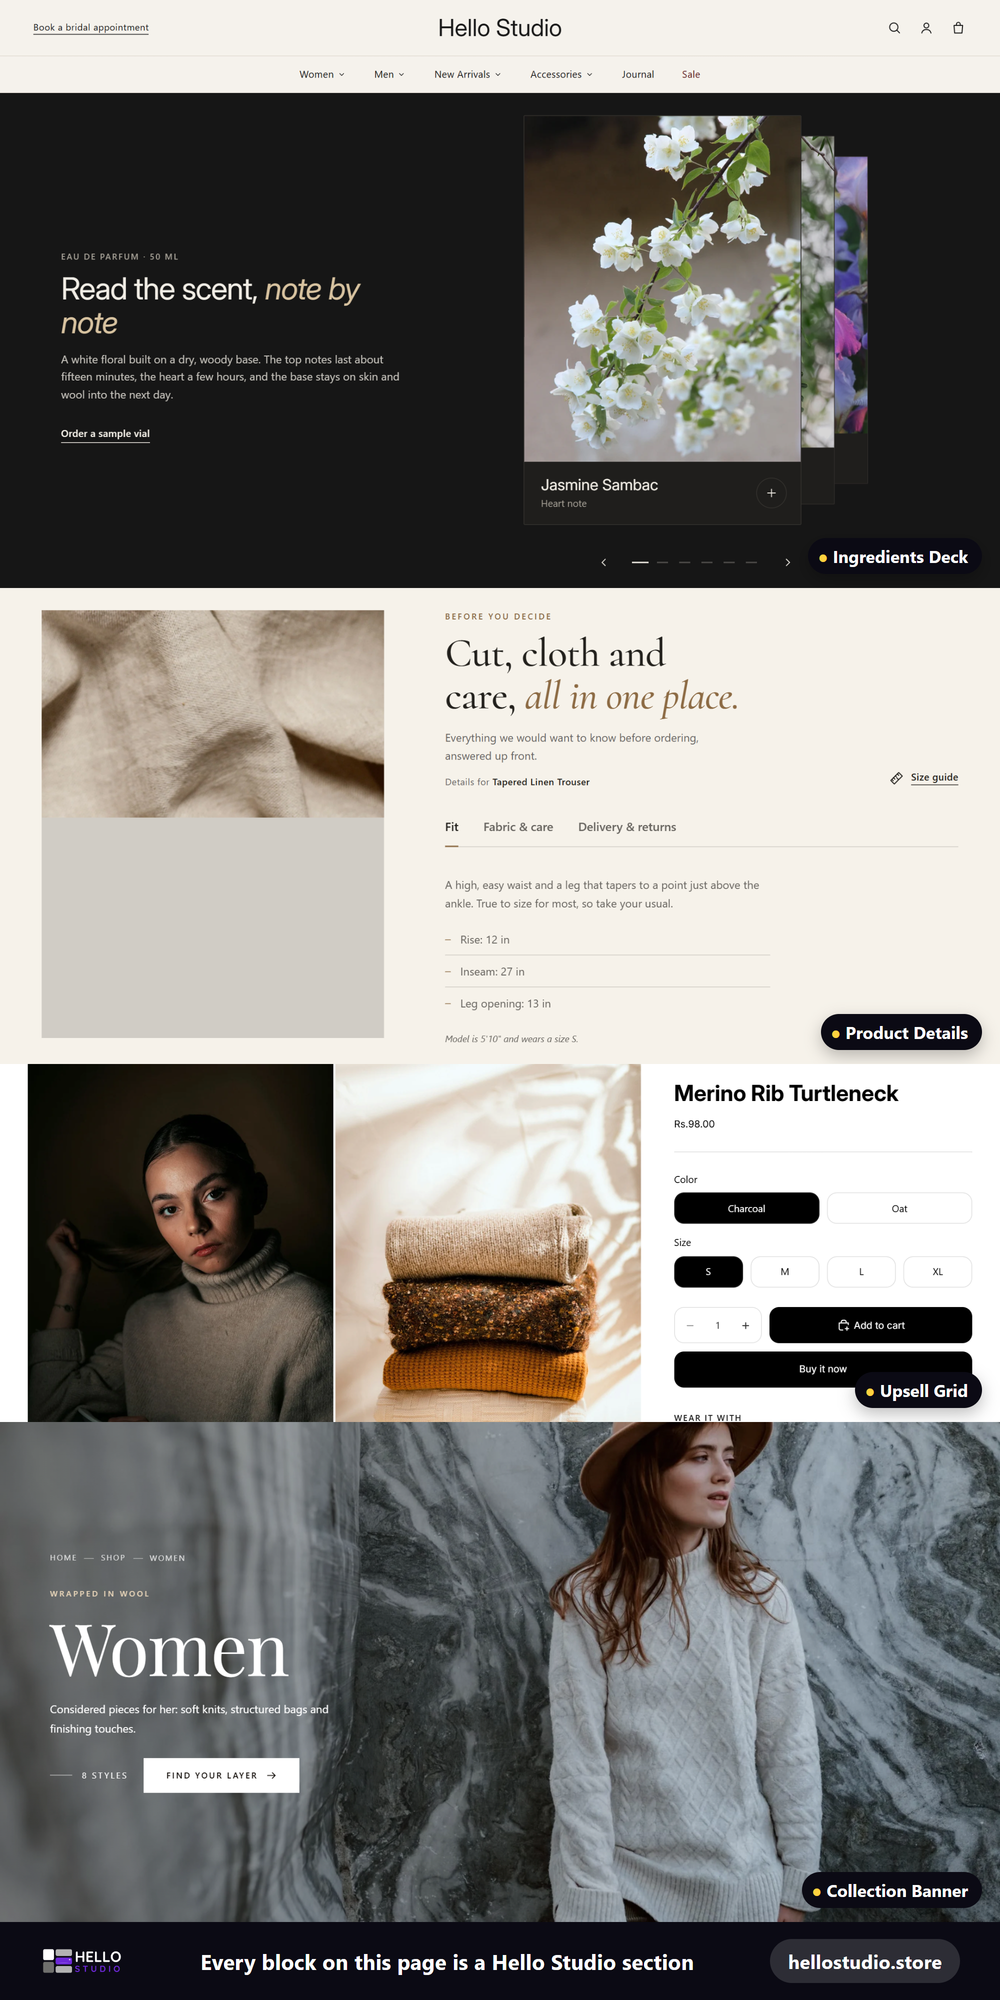 Book a bridal appointment
Hello Studio
Women
Men
New Arrivals
Accessories
Journal
Sale
EAU DE PARFUM · 50 ML
Read the scent, note by
note
A white floral built on a dry, woody base. The top notes last about
fifteen minutes, the heart a few hours, and the base stays on skin and
wool into the next day.
Order a sample vial
Jasmine Sambac
Heart note
Ingredients Deck
BEFORE YOU DECIDE
Cut, cloth and
care, all in one place.
Everything we would want to know before ordering,
answered up front.
Details for Tapered Linen Trouser
Size guide
Fit
Fabric & care
Delivery & returns
A high, easy waist and a leg that tapers to a point just above the
ankle. True to size for most, so take your usual.
– Rise: 12 in
– Inseam: 27 in
– Leg opening: 13 in
Model is 5'10" and wears a size S.
Product Details
Merino Rib Turtleneck
Rs.98.00
Color
Charcoal
Oat
Size
S
M
L
XL
− 1 +
Add to cart
Buy it now
Upsell Grid
WEAR IT WITH
HOME — SHOP — WOMEN
WRAPPED IN WOOL
Women
Considered pieces for her: soft knits, structured bags and
finishing touches.
8 STYLES
FIND YOUR LAYER →
Collection Banner
HELLO
STUDIO
Every block on this page is a Hello Studio section
hellostudio.store